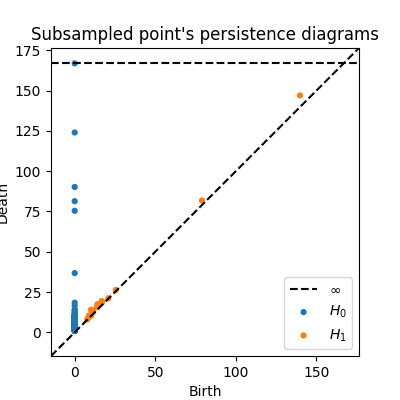 Subsampled point's persistence diagrams
175
150
125
100
75
50
25
0
Death
0 50 100 150
Birth
∞
H₀
H₁